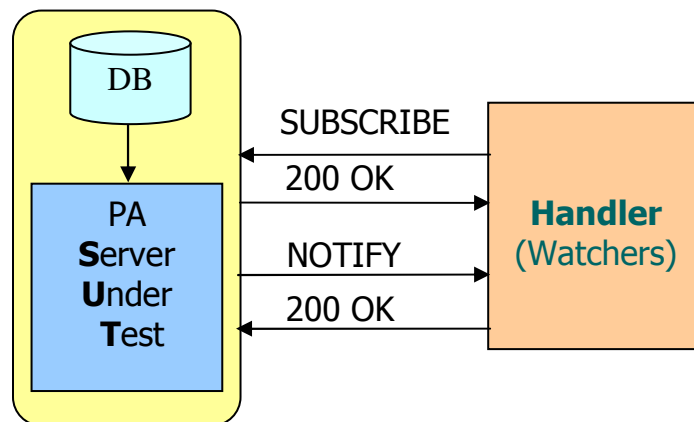 DB
PA
Server
Under
Test
SUBSCRIBE
200 OK
NOTIFY
200 OK
Handler
(Watchers)